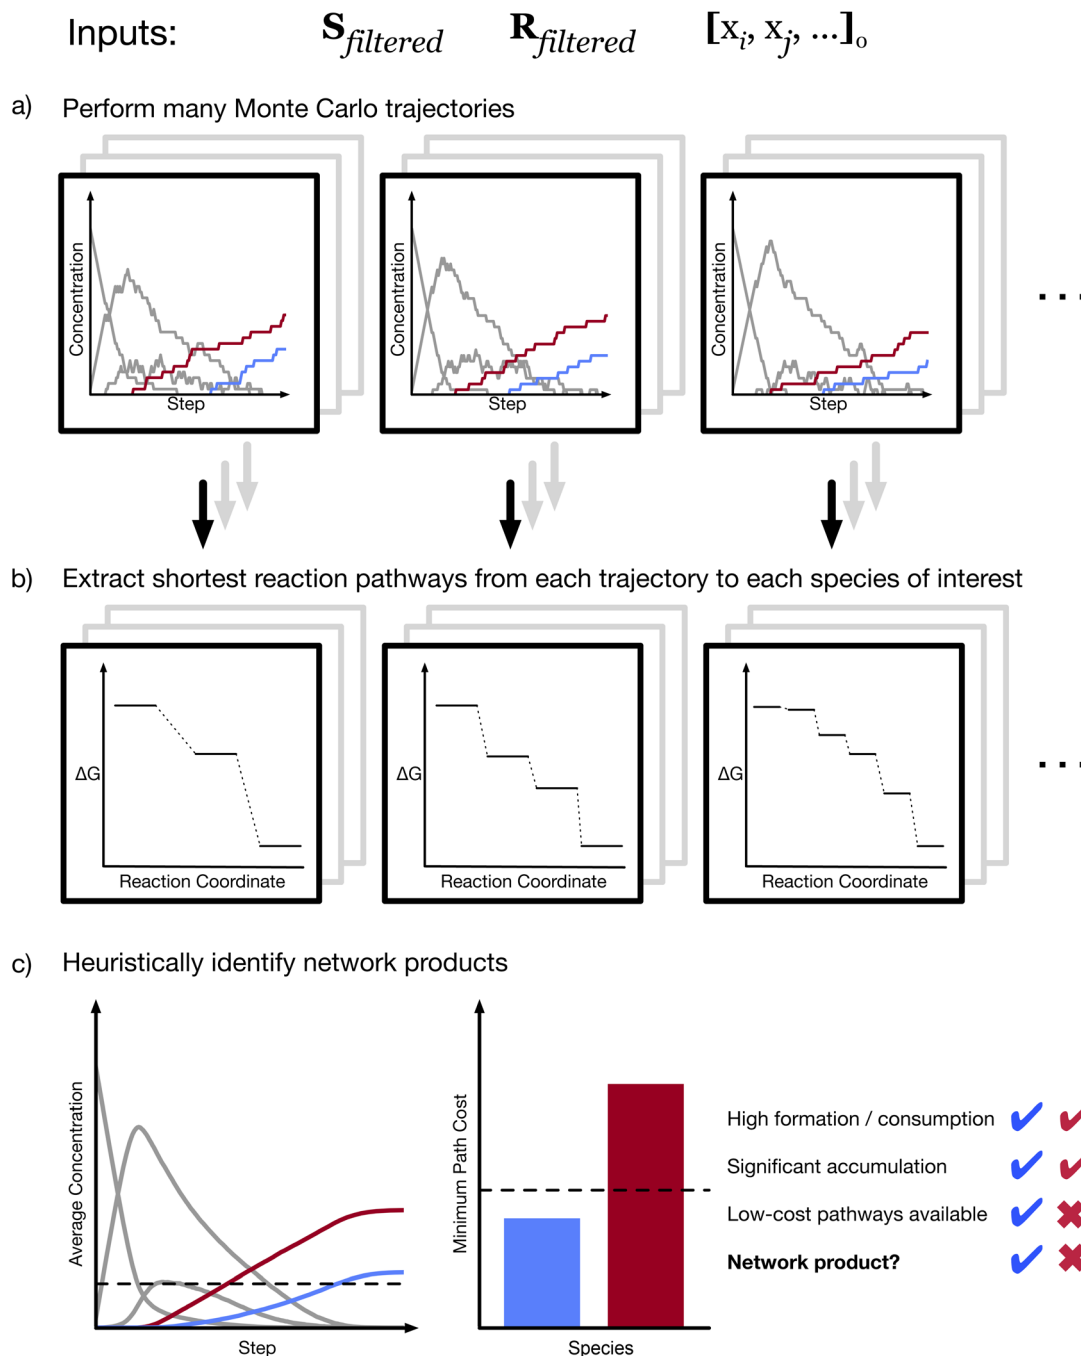 Inputs: S_filtered R_filtered [x_i, x_j, ...]_o
a) Perform many Monte Carlo trajectories
Concentration Concentration Concentration
Step Step Step
...
b) Extract shortest reaction pathways from each trajectory to each species of interest
ΔG ΔG ΔG
...
Reaction Coordinate Reaction Coordinate Reaction Coordinate
c) Heuristically identify network products
Average Concentration
Step
Minimum Path Cost
Species
High formation / consumption ✔ ✔
Significant accumulation ✔ ✔
Low-cost pathways available ✔ ✖
Network product? ✔ ✖